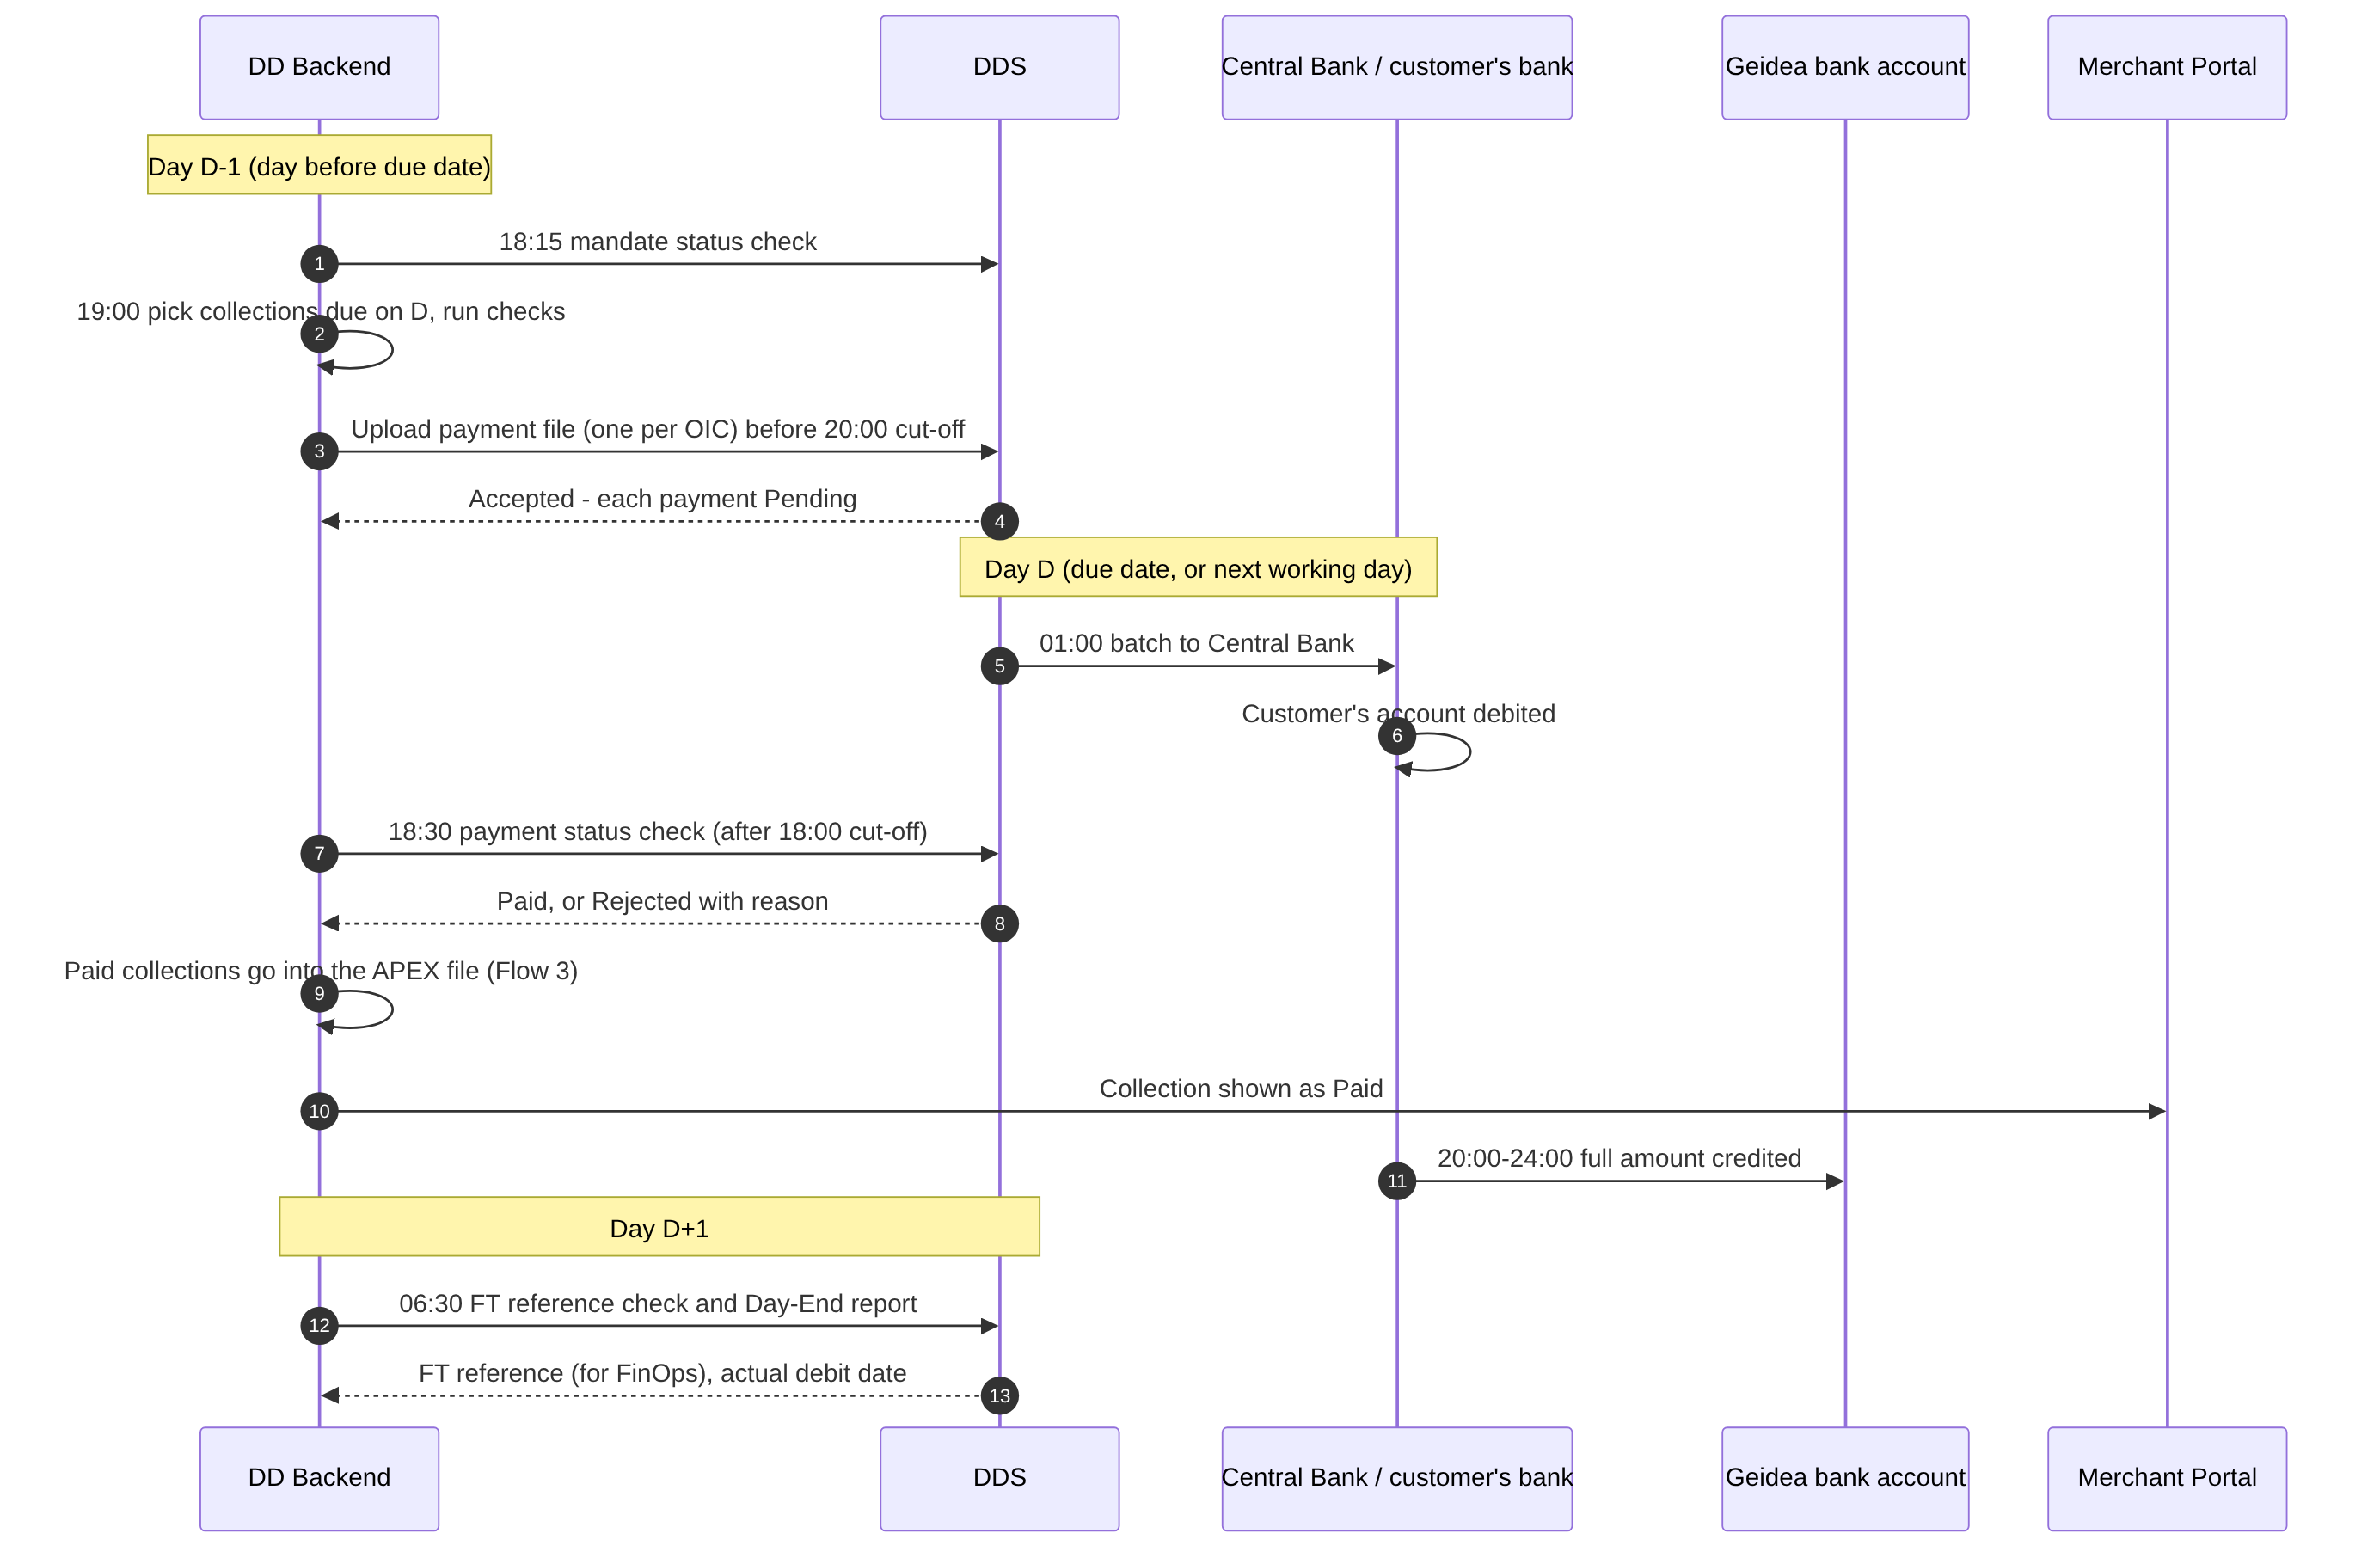 DD Backend
DDS
Central Bank / customer's bank
Geidea bank account
Merchant Portal
Day D-1 (day before due date)
18:15 mandate status check
1
19:00 pick collections due on D, run checks
2
Upload payment file (one per OIC) before 20:00 cut-off
3
Accepted - each payment Pending
4
Day D (due date, or next working day)
01:00 batch to Central Bank
5
Customer's account debited
6
18:30 payment status check (after 18:00 cut-off)
7
Paid, or Rejected with reason
8
Paid collections go into the APEX file (Flow 3)
9
Collection shown as Paid
10
20:00-24:00 full amount credited
11
Day D+1
06:30 FT reference check and Day-End report
12
FT reference (for FinOps), actual debit date
13
DD Backend
DDS
Central Bank / customer's bank
Geidea bank account
Merchant Portal